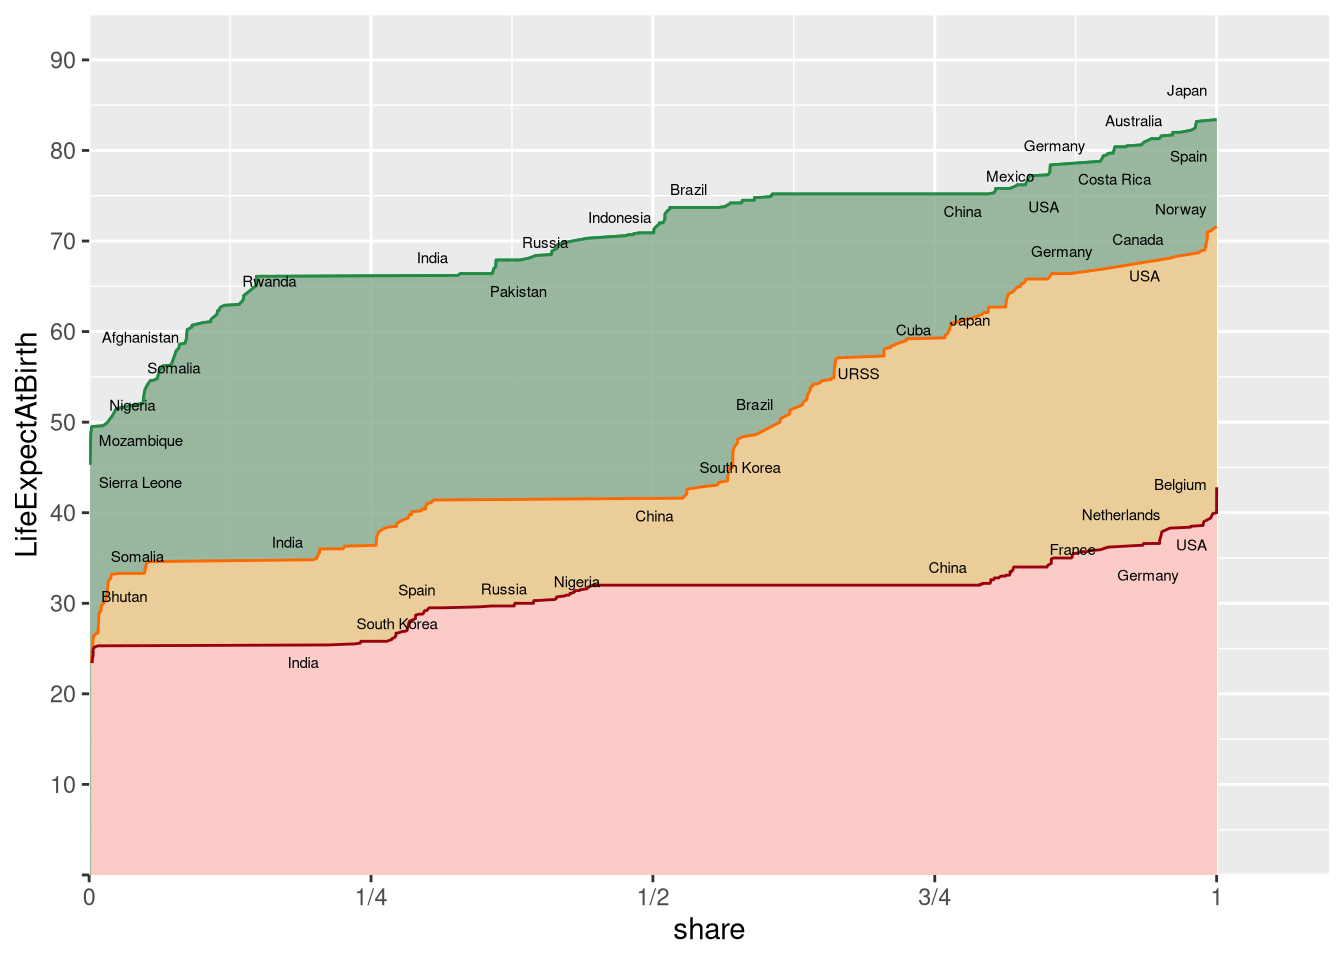 90
Japan
Australia
80
Germany
Spain
Mexico
Costa Rica
Brazil
China
USA
Norway
Indonesia
70
Russia
Canada
India
Germany
Rwanda
Pakistan
USA
60
Afghanistan
Cuba
Japan
Somalia
URSS
50
Nigeria
Brazil
Mozambique
South Korea
Sierra Leone
Belgium
40
China
Netherlands
Somalia
India
France
USA
China
Germany
30
Bhutan
Spain
Russia
Nigeria
South Korea
India
20
10
LifeExpectAtBirth
0
1/4
1/2
3/4
1
share